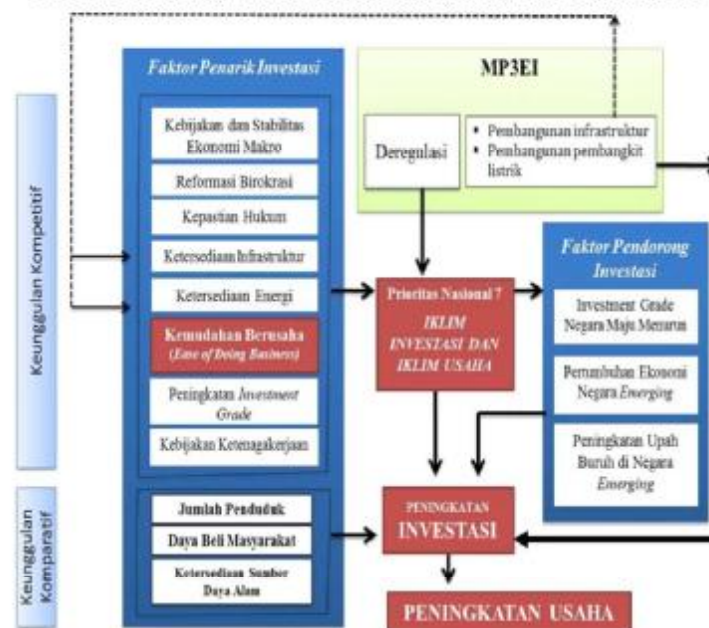 Faktor Penarik Investasi
Keunggulan Kompetitif
Kebijakan dan Stabilitas
Ekonomi Makro
Reformasi Birokrasi
Kepastian Hukum
Ketersediaan Infrastruktur
Ketersediaan Energi
Kemudahan Berusaha
(Ease of Doing Business)
Peningkatan Investment
Grade
Kebijakan Ketenagakerjaan
Keunggulan
Komparatif
Jumlah Penduduk
Daya Beli Masyarakat
Ketersediaan Sumber
Daya Alam
MP3EI
Deregulasi
• Pembangunan infrastruktur
• Pembangunan pembangkit
listrik
Prioritas Nasional 7
IKLIM
INVESTASI DAN
IKLIM USAHA
Faktor Pendorong
Investasi
Investment Grade
Negara Maju Menurun
Pertumbuhan Ekonomi
Negara Emerging
Peningkatan Upah
Buruh di Negara
Emerging
PENINGKATAN
INVESTASI
PENINGKATAN USAHA